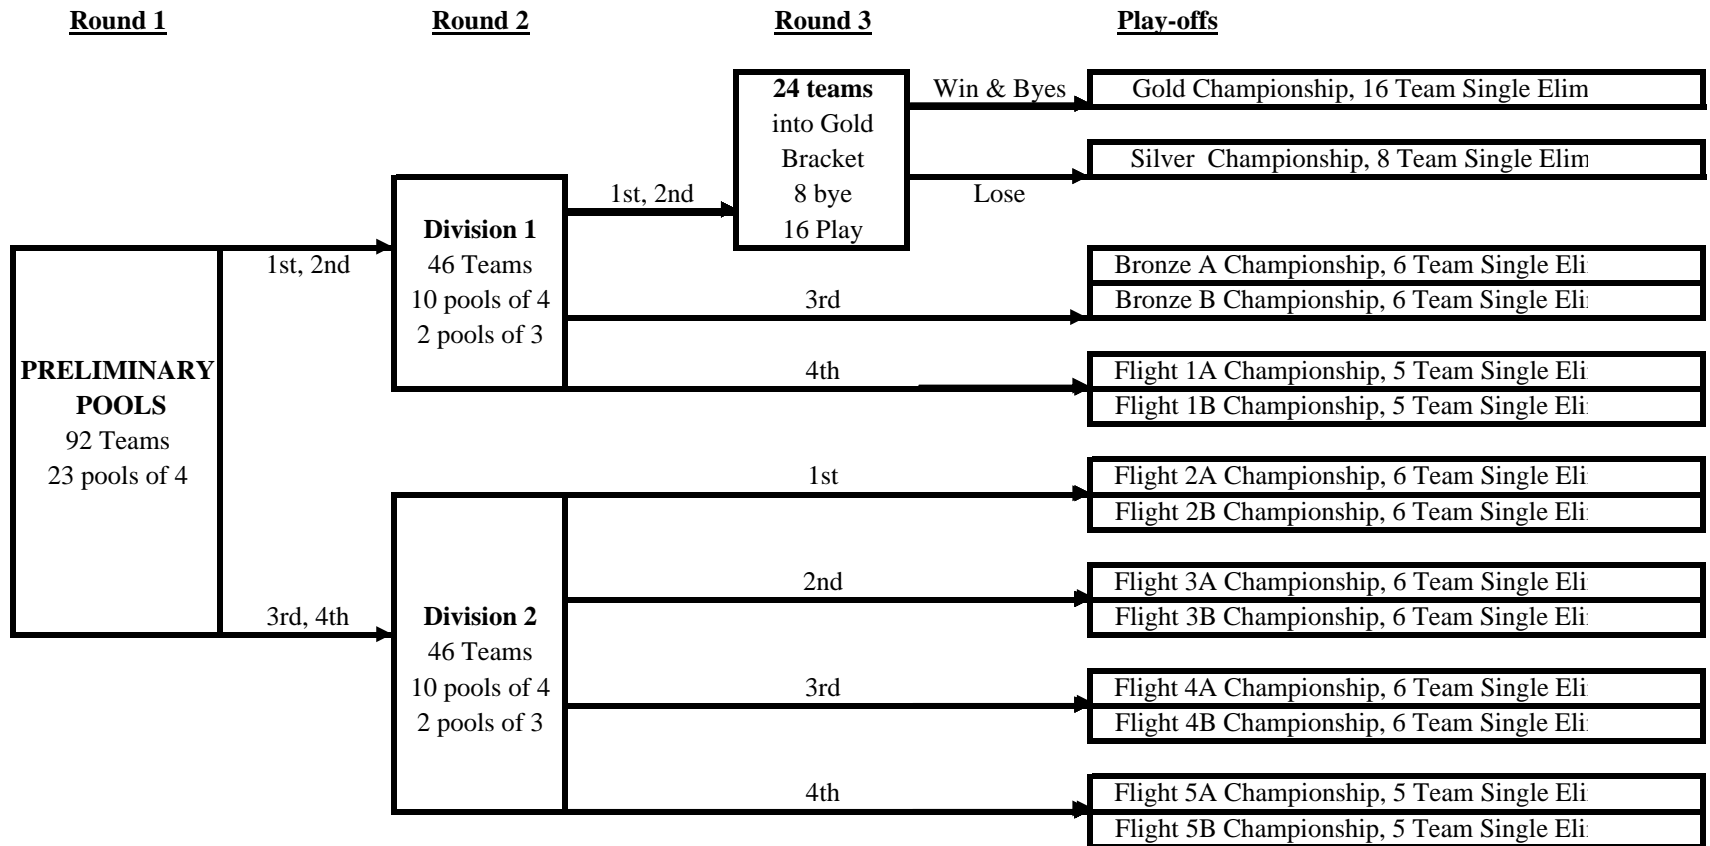 Round 1
Round 2
Round 3
Play-offs
24 teams
into Gold
Bracket
8 bye
16 Play
Win & Byes
Lose
Gold Championship, 16 Team Single Elim
Silver Championship, 8 Team Single Elim
1st, 2nd
Division 1
46 Teams
10 pools of 4
2 pools of 3
1st, 2nd
3rd
Bronze A Championship, 6 Team Single Eli
Bronze B Championship, 6 Team Single Eli
PRELIMINARY
POOLS
92 Teams
23 pools of 4
4th
Flight 1A Championship, 5 Team Single Eli
Flight 1B Championship, 5 Team Single Eli
1st
Flight 2A Championship, 6 Team Single Eli
Flight 2B Championship, 6 Team Single Eli
3rd, 4th
Division 2
46 Teams
10 pools of 4
2 pools of 3
2nd
Flight 3A Championship, 6 Team Single Eli
Flight 3B Championship, 6 Team Single Eli
3rd
Flight 4A Championship, 6 Team Single Eli
Flight 4B Championship, 6 Team Single Eli
4th
Flight 5A Championship, 5 Team Single Eli
Flight 5B Championship, 5 Team Single Eli